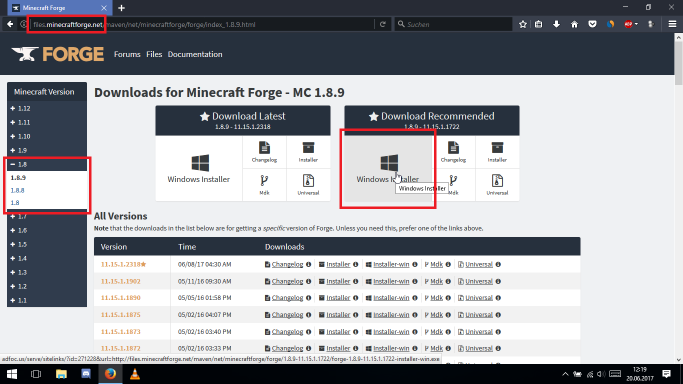 Minecraft Forge
files.minecraftforge.net/maven/net/minecraftforge/forge/index_1.8.9.html
Suchen
ABP
FORGE
Forums Files Documentation
Minecraft Version
1.12
1.11
1.10
1.9
1.8
1.8.9
1.8.8
1.8
1.7
1.6
1.5
1.4
1.3
1.2
1.1
Downloads for Minecraft Forge - MC 1.8.9
Download Latest
1.8.9 - 11.15.1.2318
Windows Installer
Changelog
Installer
Mdk
Universal
Download Recommended
1.8.9 - 11.15.1.1722
Windows Installer
Windows Installer
Changelog
Installer
Mdk
Universal
All Versions
Note that the downloads in the list below are for getting a specific version of Forge. Unless you need this, prefer one of the links above.
Version Time Downloads
11.15.1.2318 06/08/17 04:30 AM Changelog Installer Installer-win Mdk Universal
11.15.1.1902 05/11/16 09:30 AM Changelog Installer Installer-win Mdk Universal
11.15.1.1890 05/05/16 01:58 PM Changelog Installer Installer-win Mdk Universal
11.15.1.1875 05/02/16 04:07 PM Changelog Installer Installer-win Mdk Universal
11.15.1.1873 05/02/16 03:40 PM Changelog Installer Installer-win Mdk Universal
11.15.1.1872 05/02/16 03:33 PM Changelog Installer Installer-win Mdk Universal
adfoc.us/serve/sitelinks/?id=271228&url=http://files.minecraftforge.net/maven/net/minecraftforge/forge/1.8.9-11.15.1.1722/forge-1.8.9-11.15.1.1722-installer-win.exe
12:19
20.06.2017